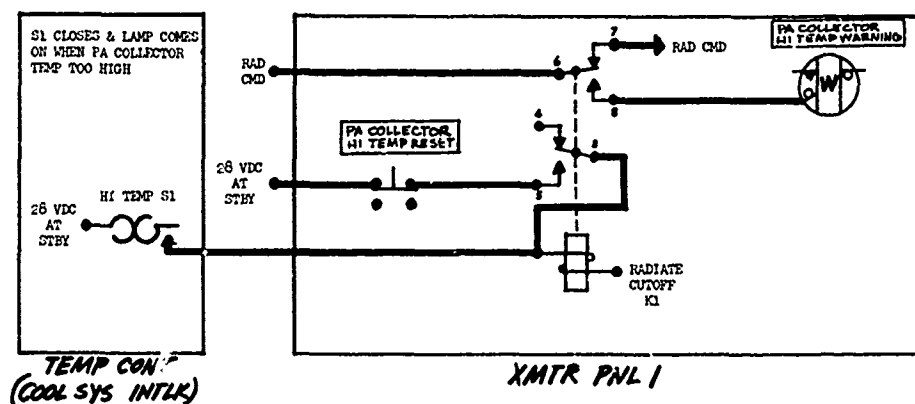 S1 CLOSES & LAMP COMES
ON WHEN PA COLLECTOR
TEMP TOO HIGH
HI TEMP S1
28 VDC
AT
STBY
TEMP CONT
(COOL SYS INTLK)
RAD
CMD
6
7
RAD CMD
8
PA COLLECTOR
HI TEMP WARNING
W
PA COLLECTOR
HI TEMP RESET
4
2
28 VDC
AT
STBY
3
RADIATE
CUTOFF
K1
XMTR PNL 1